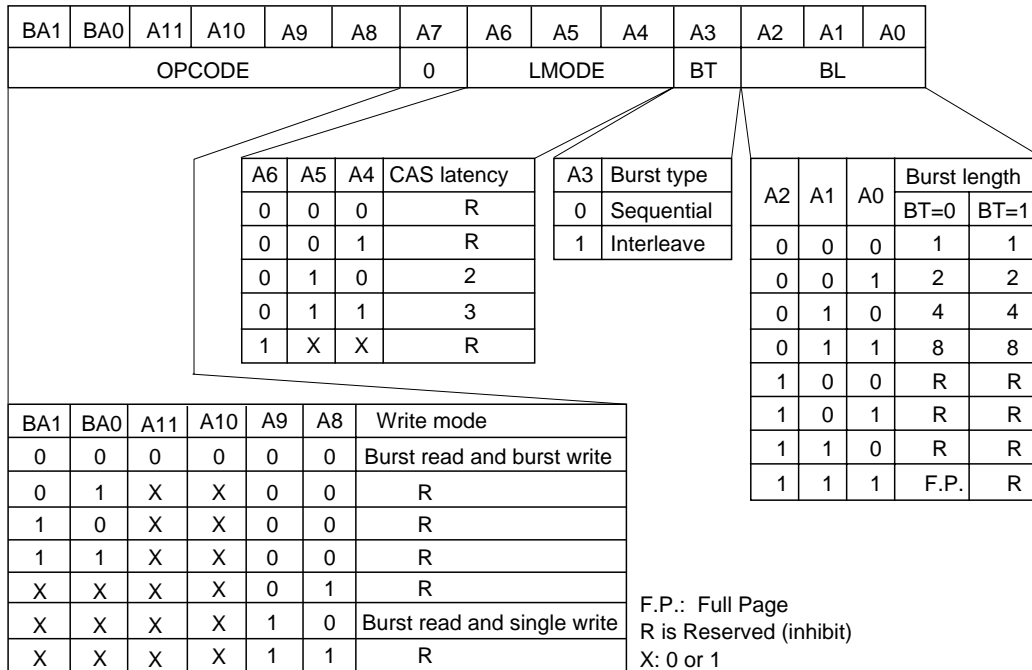 BA1 BA0 A11 A10 A9 A8 A7 A6 A5 A4 A3 A2 A1 A0
OPCODE 0 LMODE BT BL
A6 A5 A4 CAS latency
0 0 0 R
0 0 1 R
0 1 0 2
0 1 1 3
1 X X R
A3 Burst type
0 Sequential
1 Interleave
A2 A1 A0 Burst length
BT=0 BT=1
0 0 0 1 1
0 0 1 2 2
0 1 0 4 4
0 1 1 8 8
1 0 0 R R
1 0 1 R R
1 1 0 R R
1 1 1 F.P. R
BA1 BA0 A11 A10 A9 A8 Write mode
0 0 0 0 0 0 Burst read and burst write
0 1 X X 0 0 R
1 0 X X 0 0 R
1 1 X X 0 0 R
X X X X 0 1 R
X X X X 1 0 Burst read and single write
X X X X 1 1 R
F.P.: Full Page
R is Reserved (inhibit)
X: 0 or 1